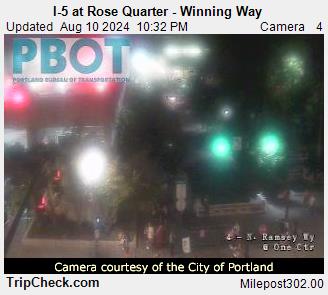 I-5 at Rose Quarter - Winning Way
Updated Aug 10 2024 10:32 PM Camera 4
PBOT
PORTLAND BUREAU OF TRANSPORTATION
4 - N. Ramsey Wy
@ One Ctr
Camera courtesy of the City of Portland
TripCheck.com Milepost302.00